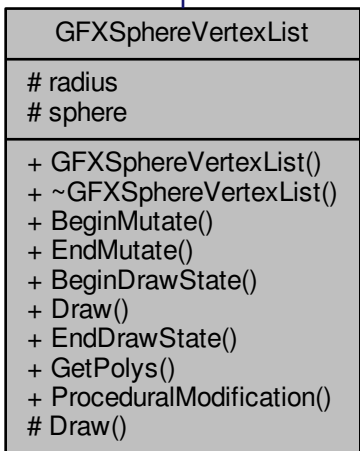 GFXSphereVertexList
# radius
# sphere
+ GFXSphereVertexList()
+ ~GFXSphereVertexList()
+ BeginMutate()
+ EndMutate()
+ BeginDrawState()
+ Draw()
+ EndDrawState()
+ GetPolys()
+ ProceduralModification()
# Draw()